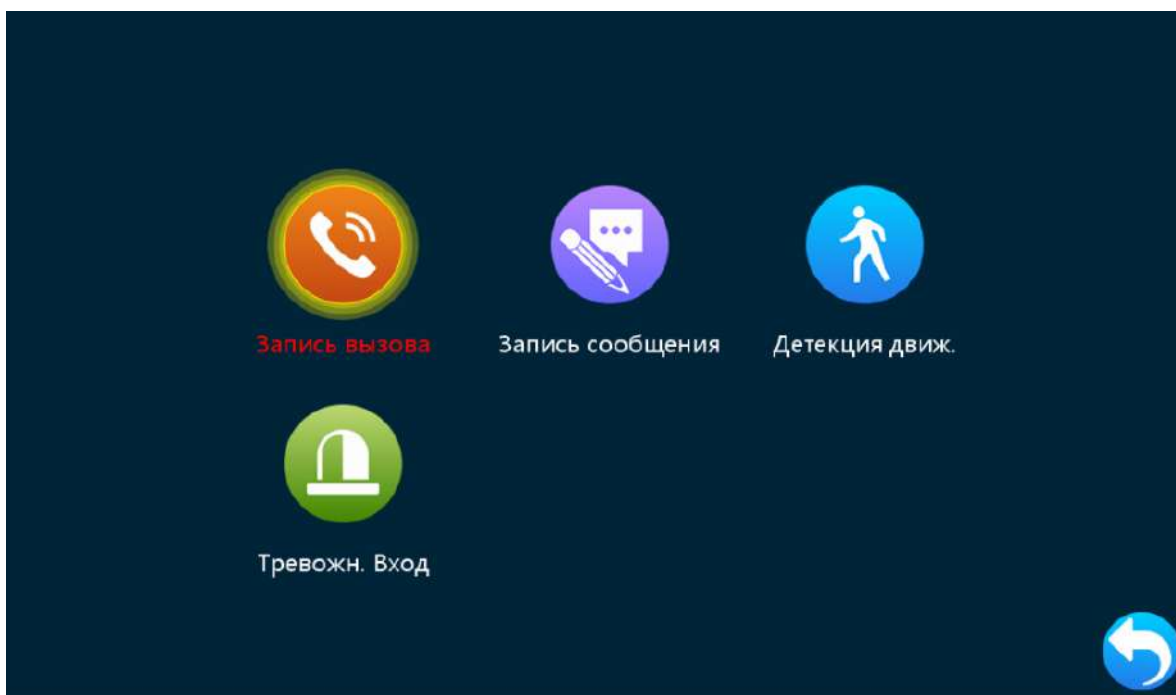 Запись вызова
Запись сообщения
Детекция движ.
Тревожн. Вход